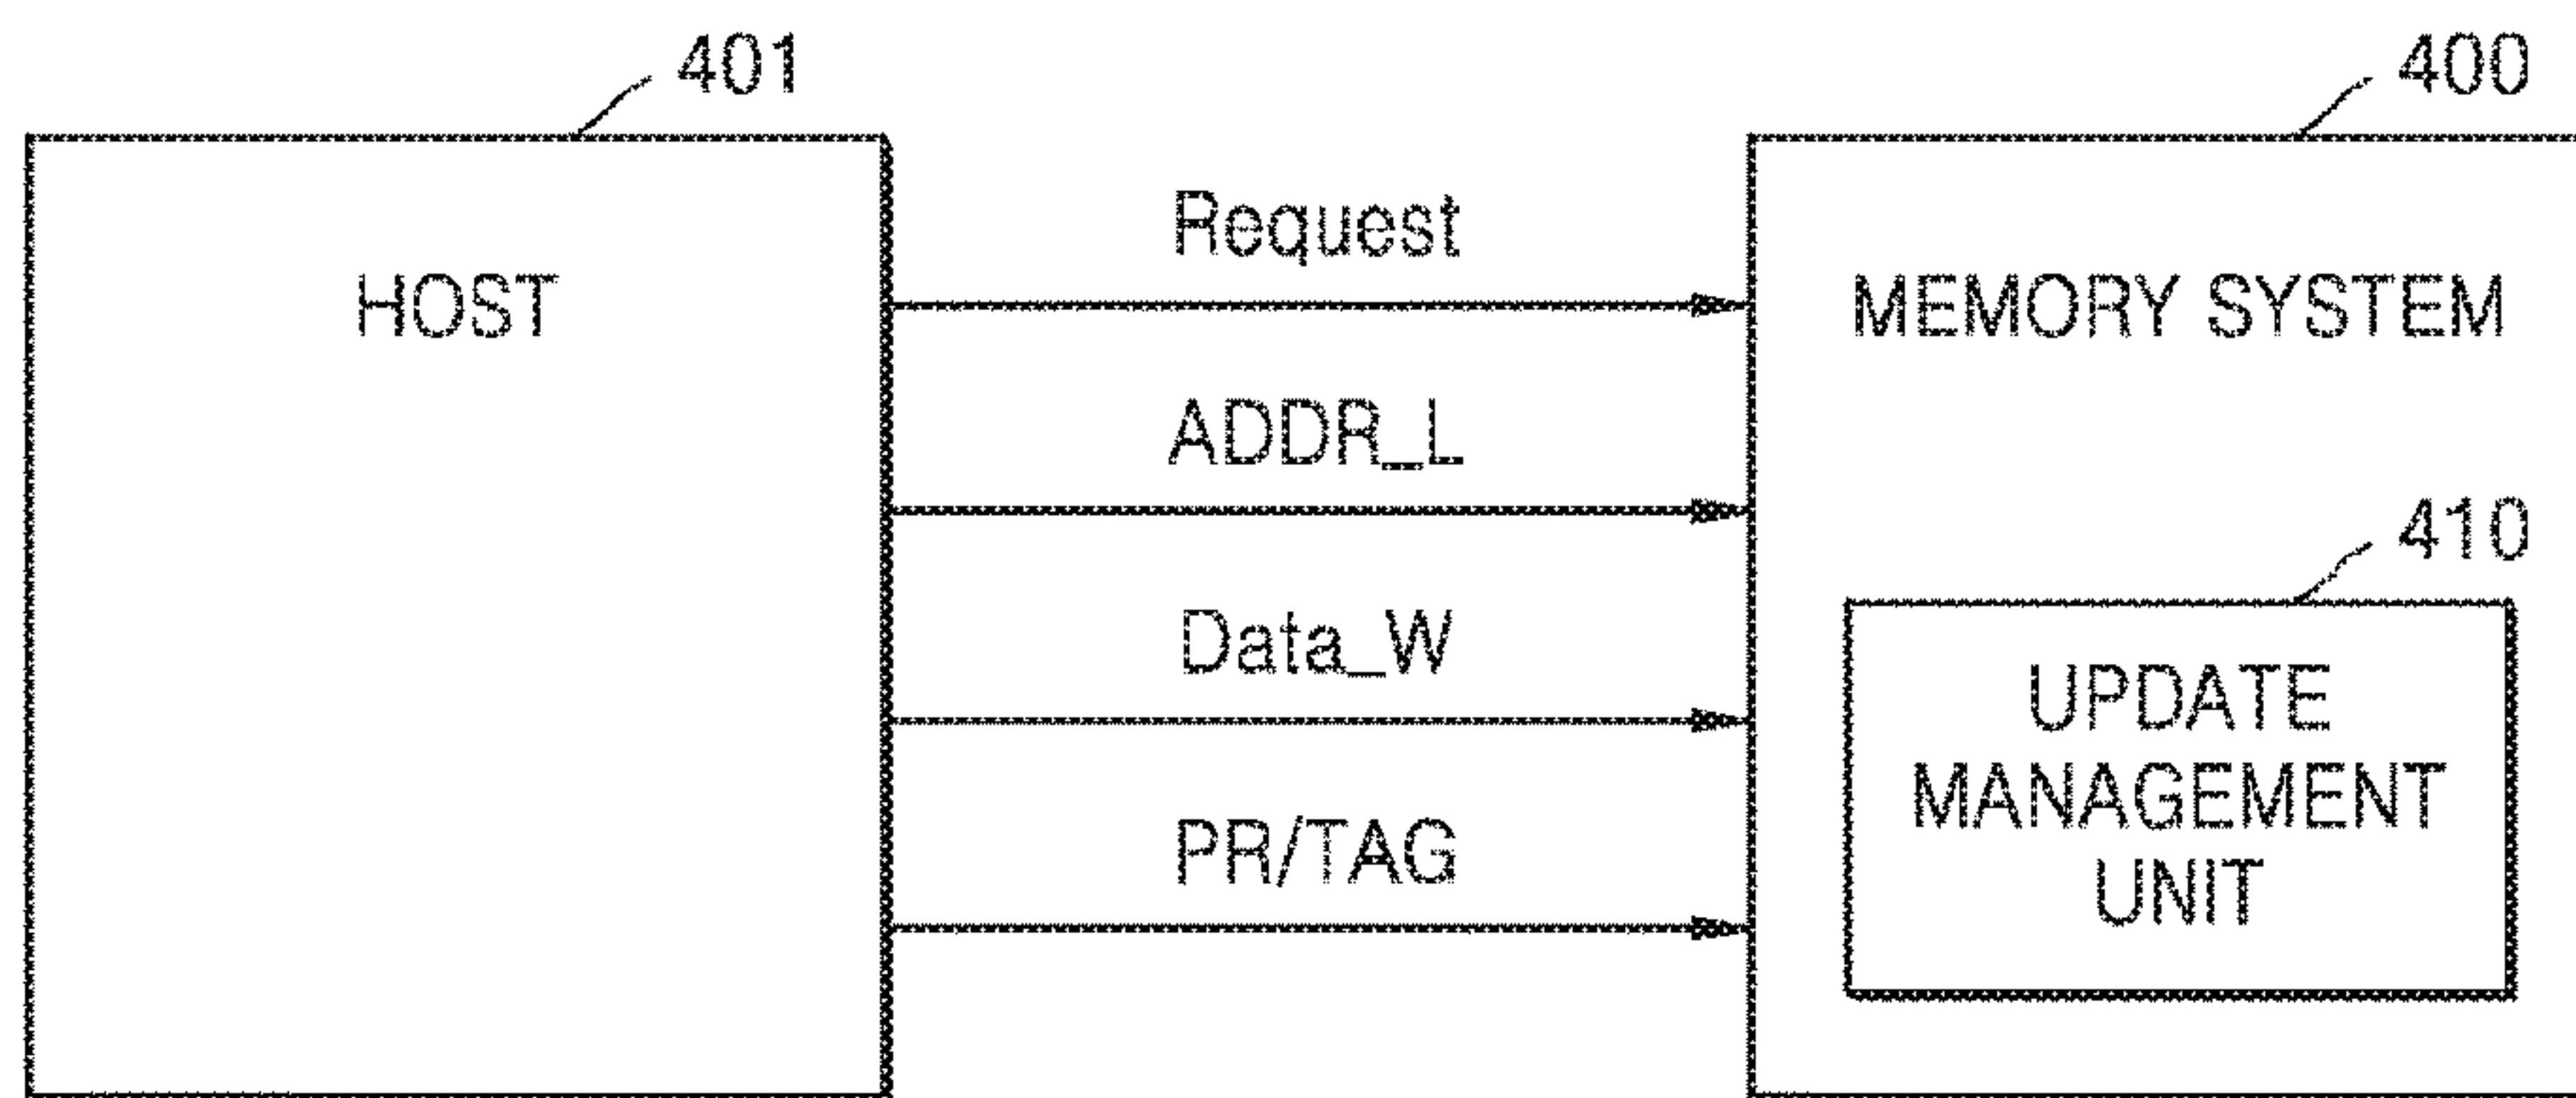 401
400
HOST
Request
MEMORY SYSTEM
ADDR_L
410
Data_W
UPDATE
MANAGEMENT
UNIT
PR/TAG